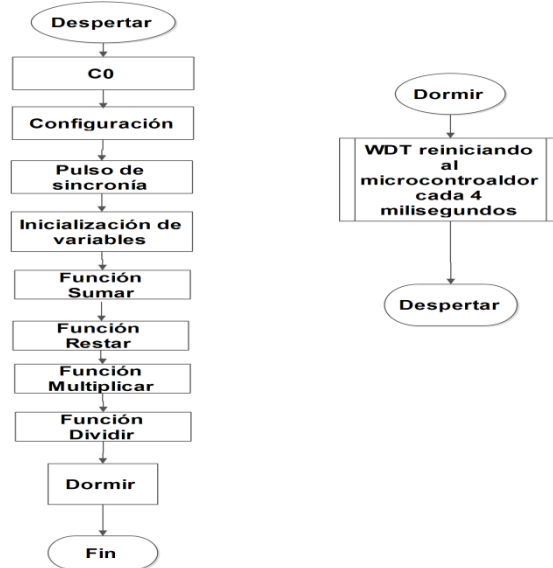 Despertar
C0
Configuración
Pulso de
sincronía
Inicialización de
variables
Función
Sumar
Función
Restar
Función
Multiplicar
Función
Dividir
Dormir
Fin
Dormir
WDT reiniciando
al
microcontroaldor
cada 4
milisegundos
Despertar